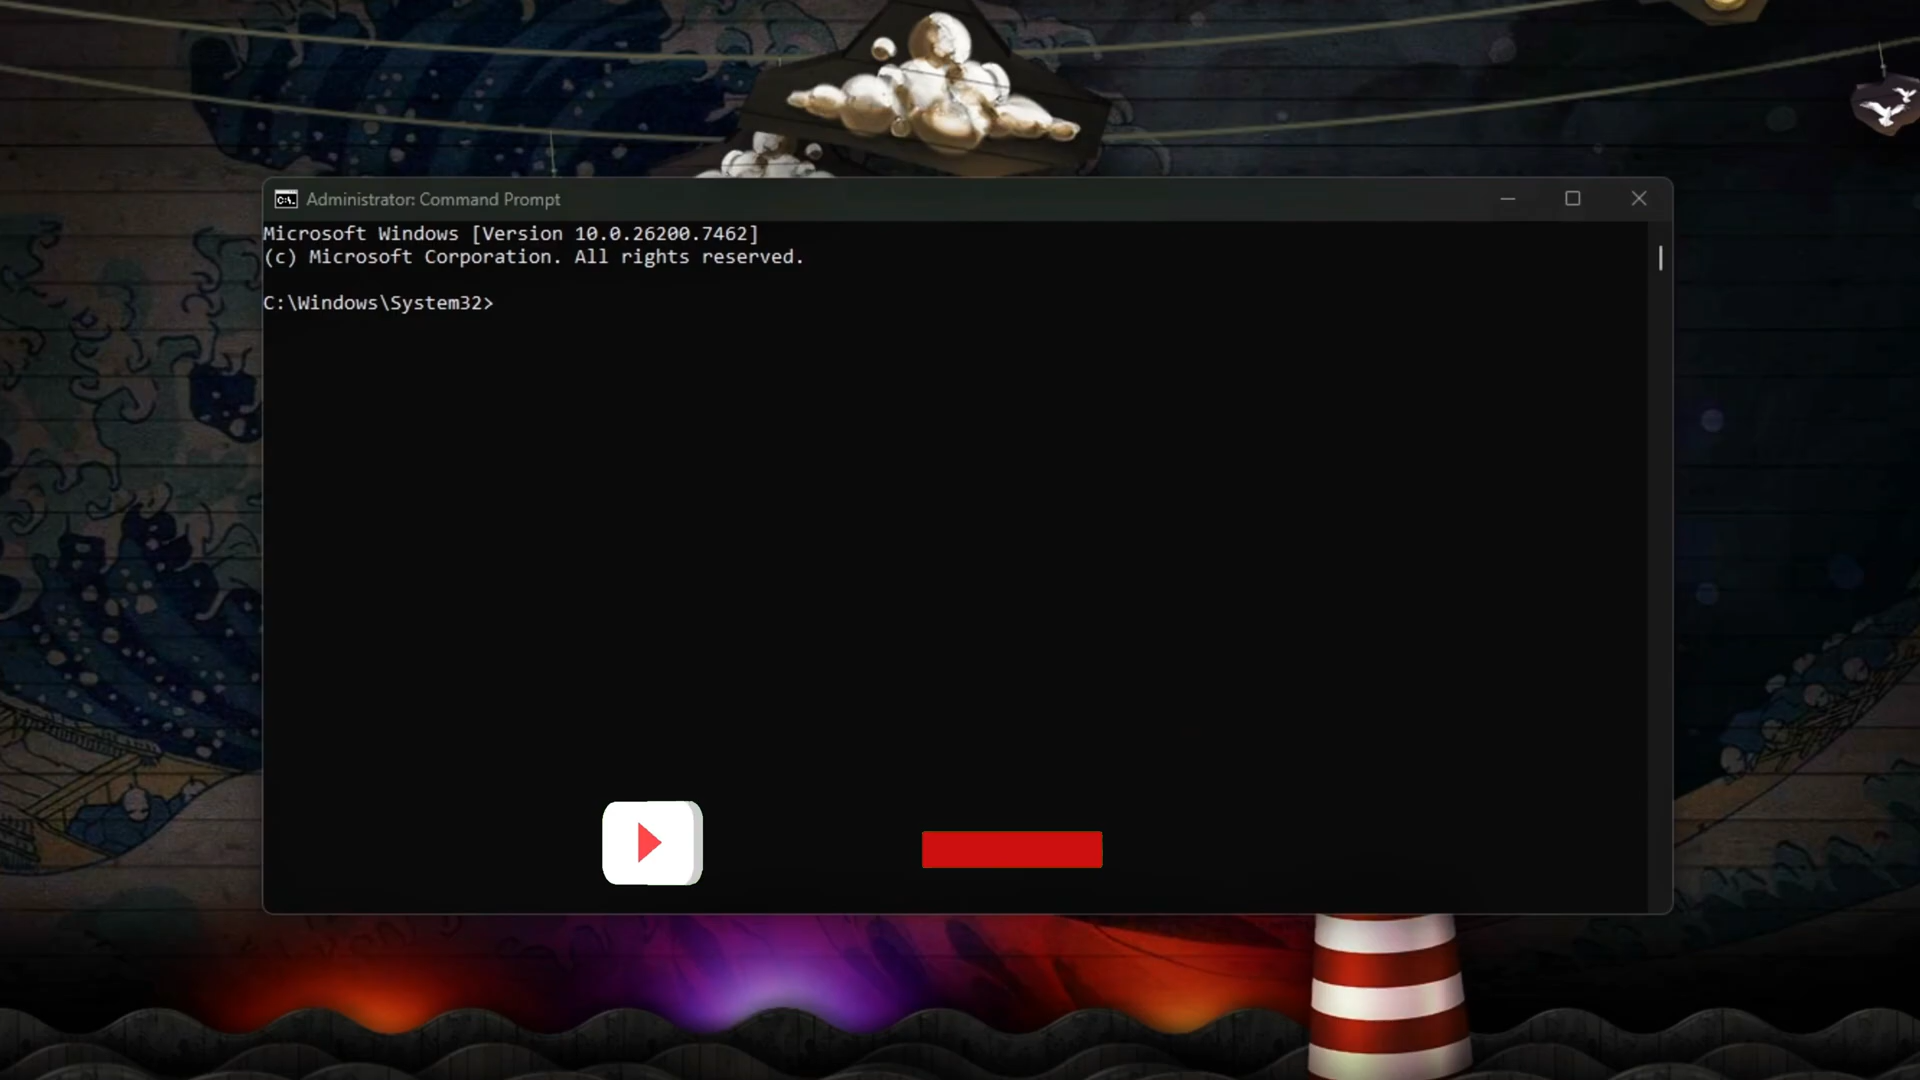 Administrator: Command Prompt
Microsoft Windows [Version 10.0.26200.7462]
(c) Microsoft Corporation. All rights reserved.
C:\Windows\System32>